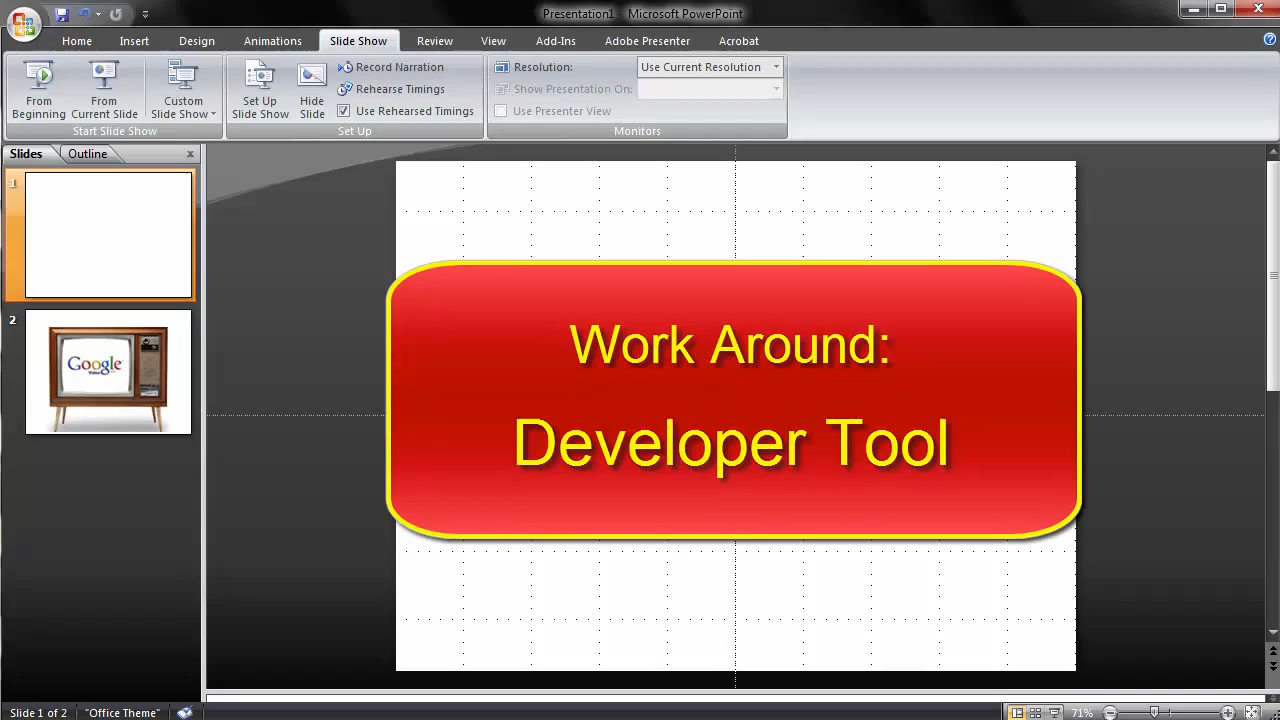 Presentation1 - Microsoft PowerPoint
Home Insert Design Animations Slide Show Review View Add-Ins Adobe Presenter Acrobat
From Beginning
From Current Slide
Custom Slide Show
Start Slide Show
Set Up Slide Show
Hide Slide
Record Narration
Rehearse Timings
Use Rehearsed Timings
Set Up
Resolution: Use Current Resolution
Show Presentation On:
Use Presenter View
Monitors
Slides Outline x
1
2
Google
Work Around:
Developer Tool
Slide 1 of 2 "Office Theme" 71%